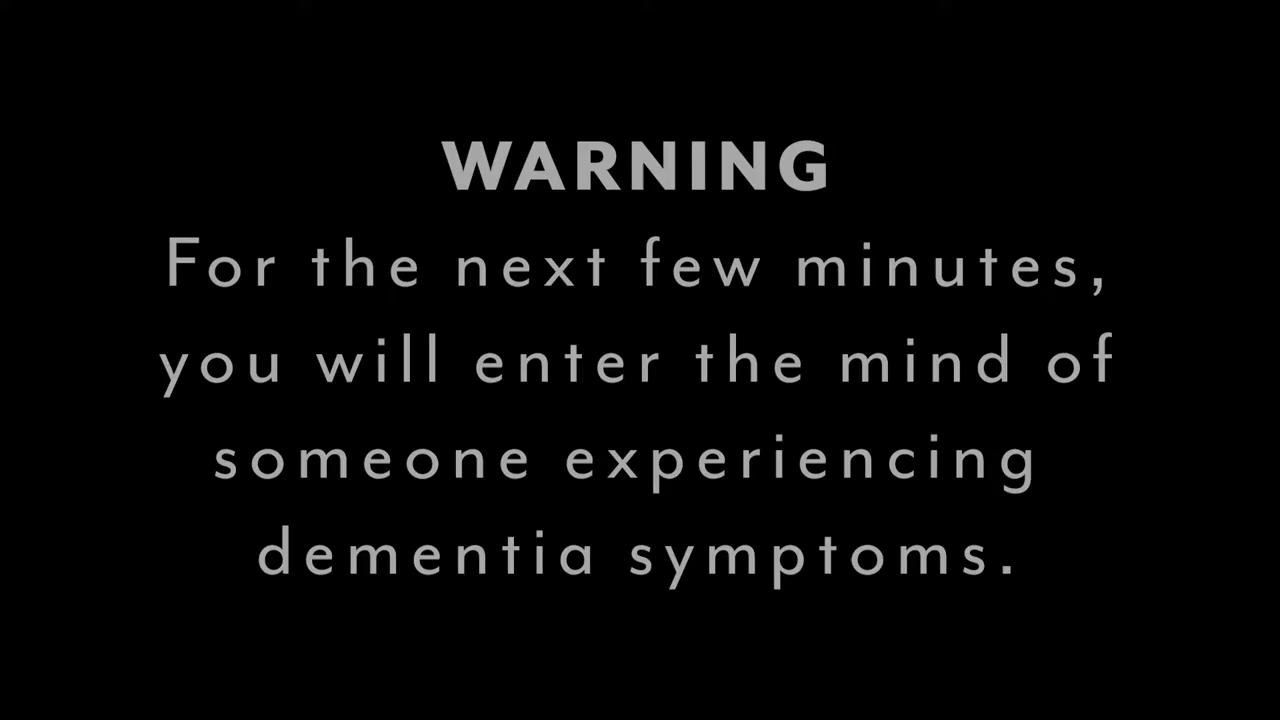 WARNING
For the next few minutes,
you will enter the mind of
someone experiencing
dementia symptoms.